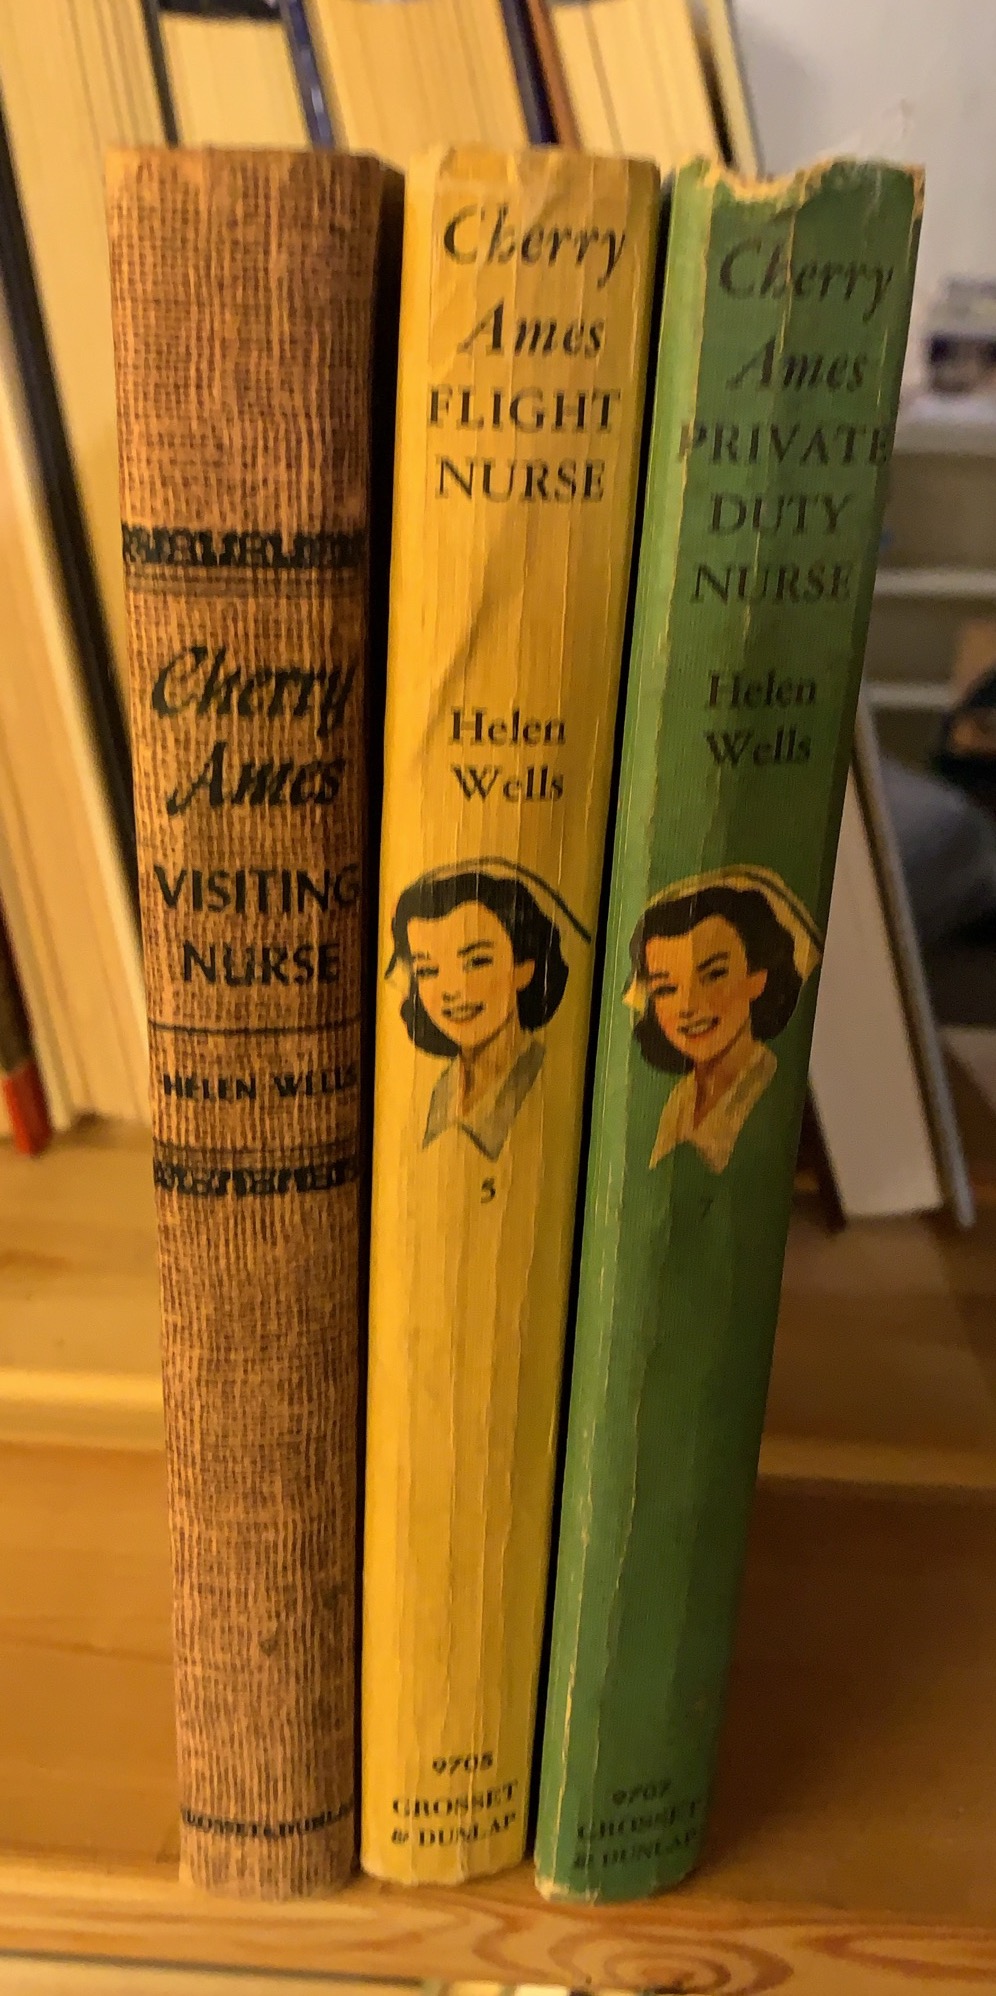 Cherry
Ames
VISITING
NURSE
HELEN WELLS
GROSSET & DUNLAP
Cherry
Ames
FLIGHT
NURSE
Helen
Wells
5
9705
GROSSET
& DUNLAP
Cherry
Ames
PRIVATE
DUTY
NURSE
Helen
Wells
7
9707
GROSSET
& DUNLAP